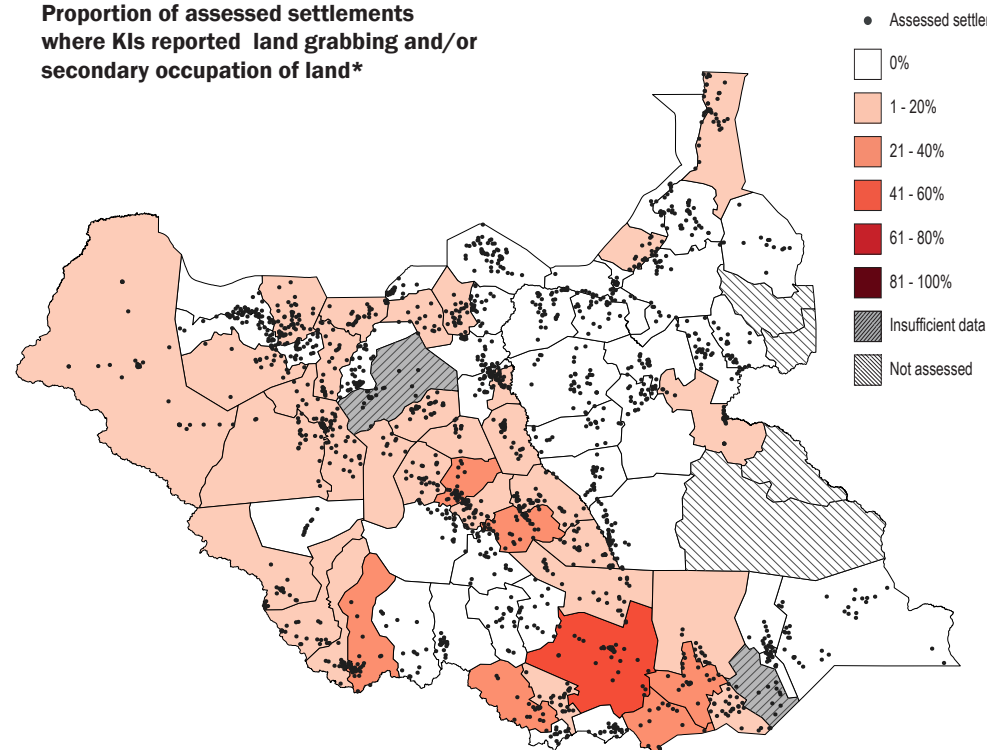 Proportion of assessed settlements
where KIs reported land grabbing and/or
secondary occupation of land*
Assessed
0%
1 - 20%
21 - 40%
41 - 60%
61 - 80%
81 - 100%
Insufficient data
Not assessed